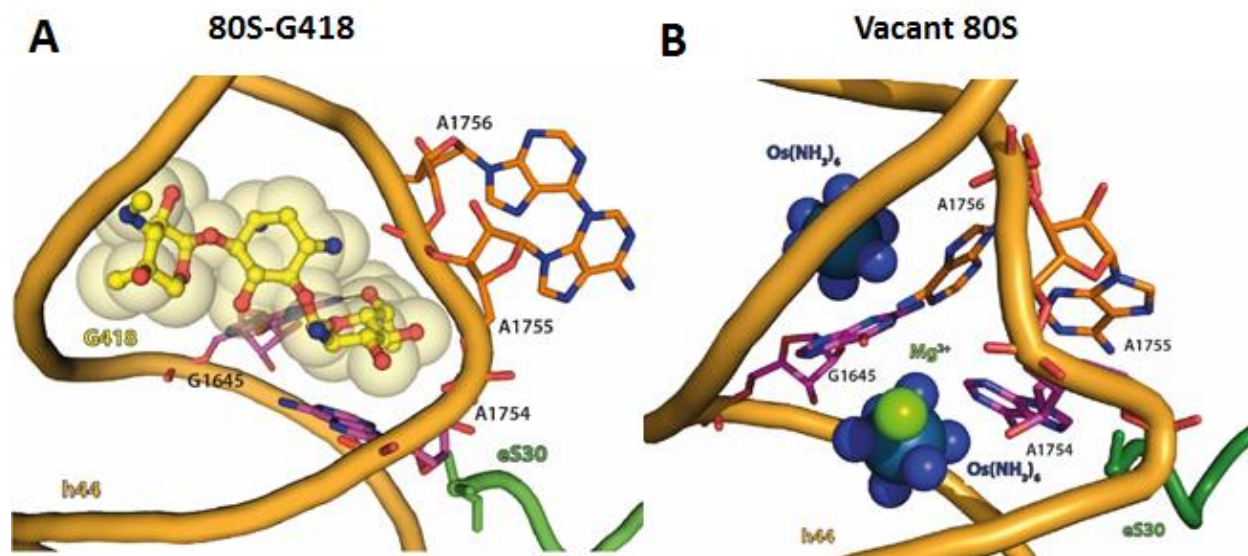 A
80S-G418
A1756
G418
G1645
A1755
A1754
eS30
h44
B
Vacant 80S
Os(NH₃)₆
A1756
Mg²⁺
A1755
G1645
A1754
Os(NH₃)₆
eS30
h44